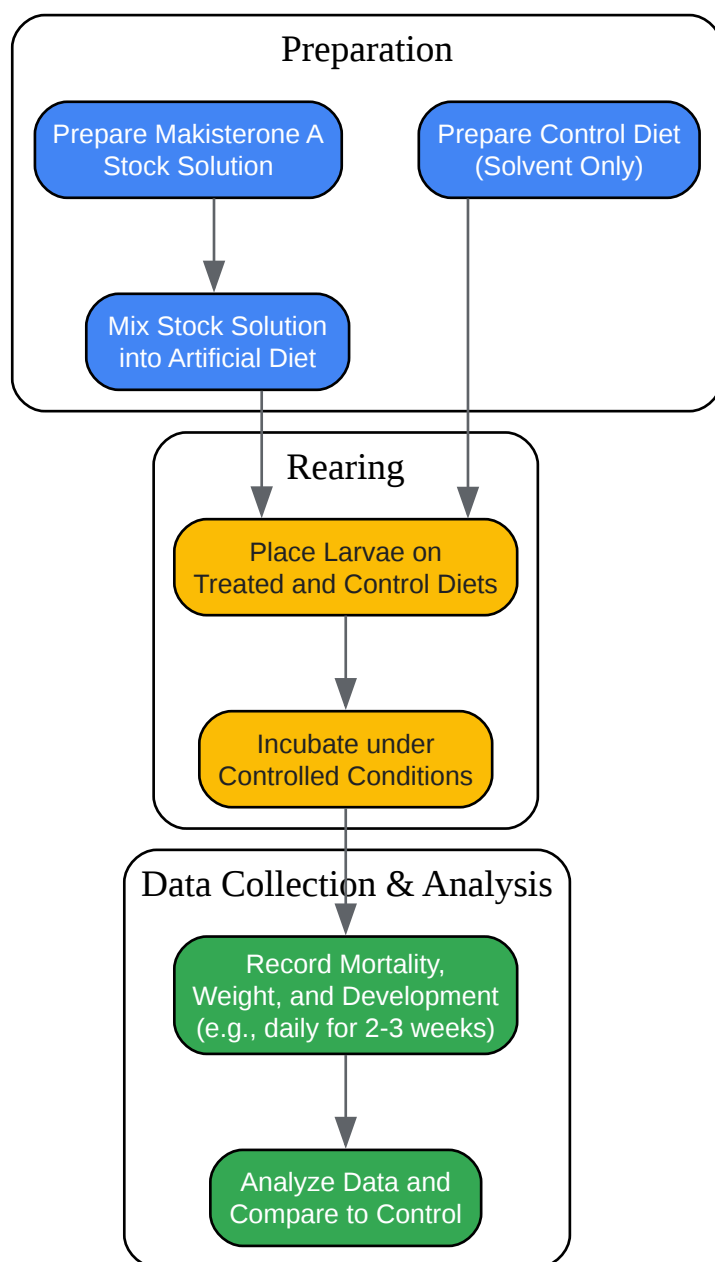 Preparation
Prepare Makisterone A
Stock Solution
Prepare Control Diet
(Solvent Only)
Mix Stock Solution
into Artificial Diet
Rearing
Place Larvae on
Treated and Control Diets
Incubate under
Controlled Conditions
Data Collection & Analysis
Record Mortality,
Weight, and Development
(e.g., daily for 2-3 weeks)
Analyze Data and
Compare to Control